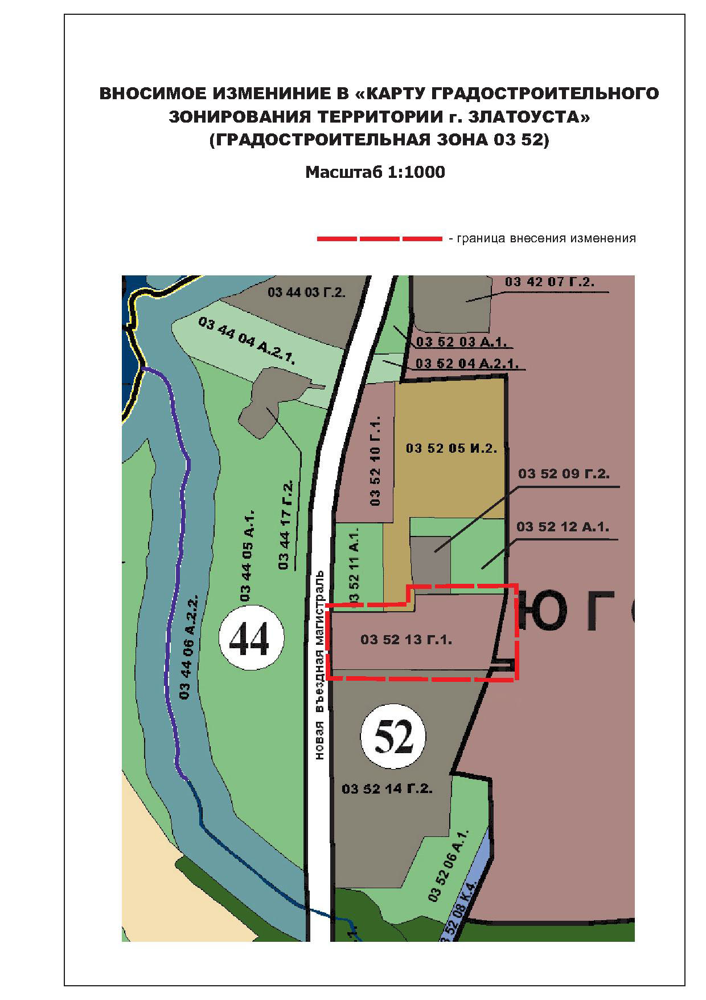 ВНОСИМОЕ ИЗМЕНИНИЕ В «КАРТУ ГРАДОСТРОИТЕЛЬНОГО
ЗОНИРОВАНИЯ ТЕРРИТОРИИ г. ЗЛАТОУСТА»
(ГРАДОСТРОИТЕЛЬНАЯ ЗОНА 03 52)
Масштаб 1:1000
- граница внесения изменения
03 42 07 Г.2.
03 44 03 Г.2.
03 44 04 А.2.1.
03 52 03 А.1.
03 52 04 А.2.1.
03 52 10 Г.1.
03 52 05 И.2.
03 52 09 Г.2.
03 44 17 Г.2.
03 44 05 А.1.
03 52 11 А.1.
03 52 12 А.1.
03 44 06 А.2.2.
44
новая въездная магистраль
ЮГ
03 52 13 Г.1.
52
03 52 14 Г.2.
03 52 06 А.1.
3 52 08 К.4.
.1.